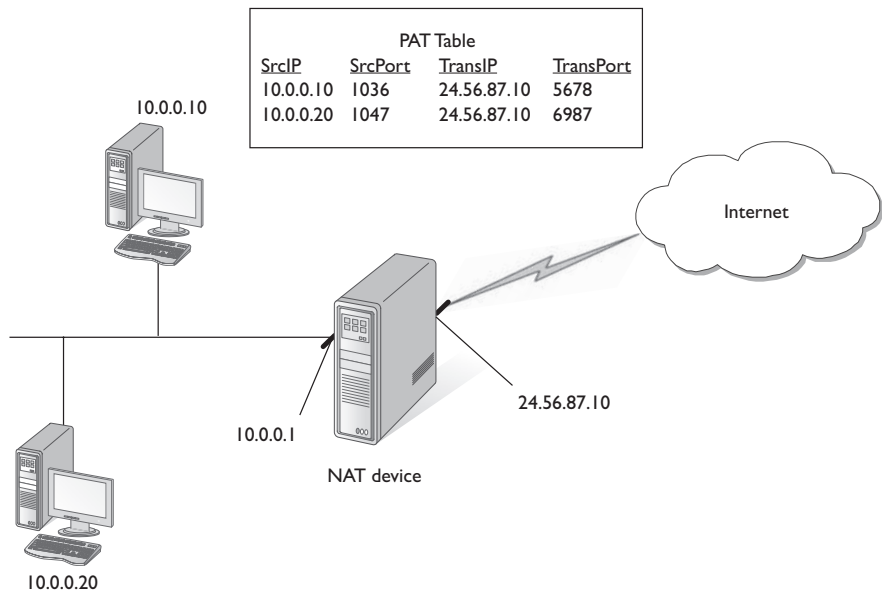 PAT Table
SrcIP SrcPort TransIP TransPort
10.0.0.10 1036 24.56.87.10 5678
10.0.0.20 1047 24.56.87.10 6987
10.0.0.10
Internet
24.56.87.10
10.0.0.1
NAT device
10.0.0.20